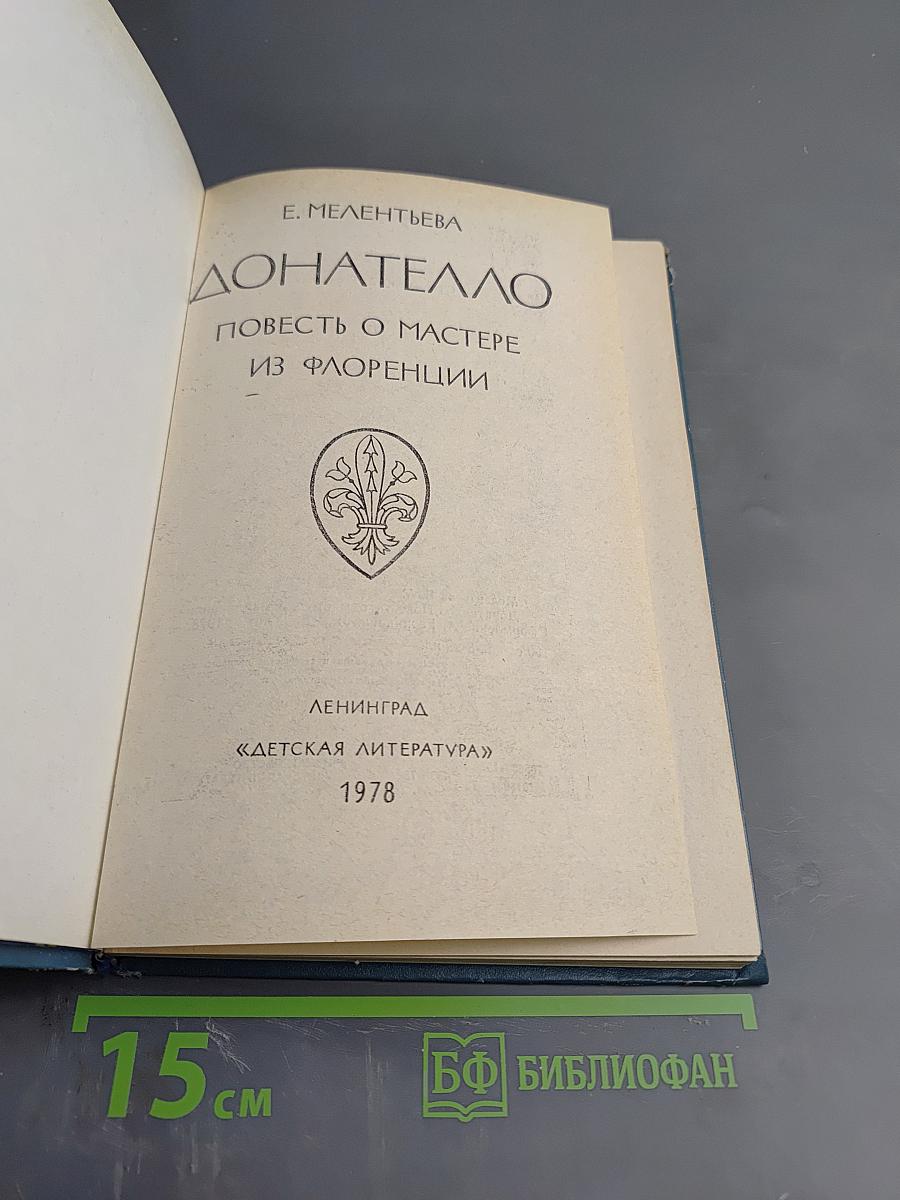 Е. МЕЛЕНТЬЕВА
ДОНАТЕЛЛО
ПОВЕСТЬ О МАСТЕРЕ
ИЗ ФЛОРЕНЦИИ
ЛЕНИНГРАД
«ДЕТСКАЯ ЛИТЕРАТУРА»
1978
15 см
БФ БИБЛИОФАН